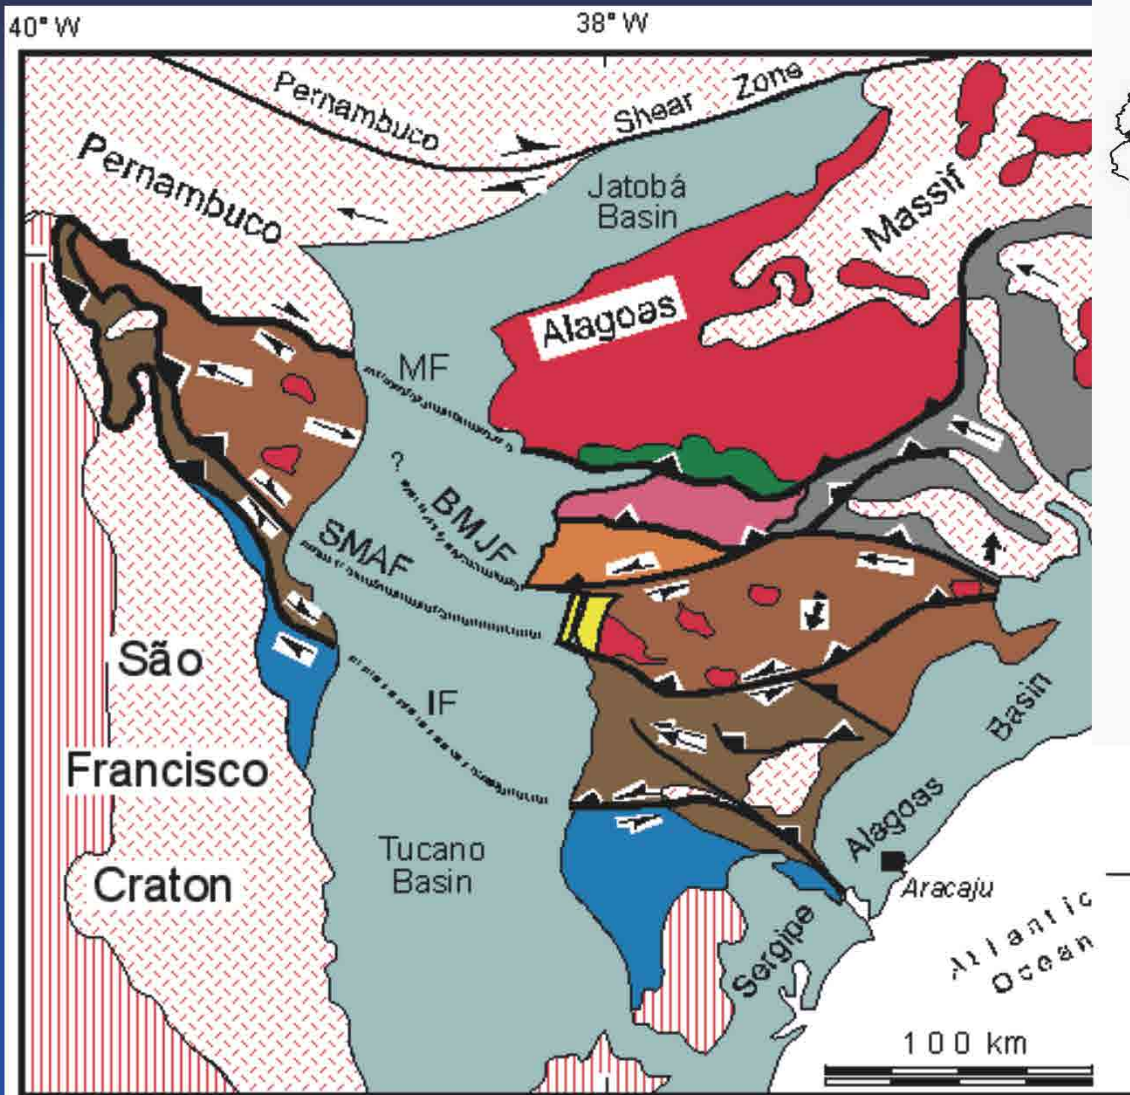 40° W
38° W
Pernambuco Shear Zone
Pernambuco
Massif
Jatobá
Basin
Alagoas
MF
?
BMJF
SMAF
IF
São
Francisco
Craton
Tucano
Basin
Basin
Alagoas
Sergipe
Aracaju
Atlantic
Ocean
100 km